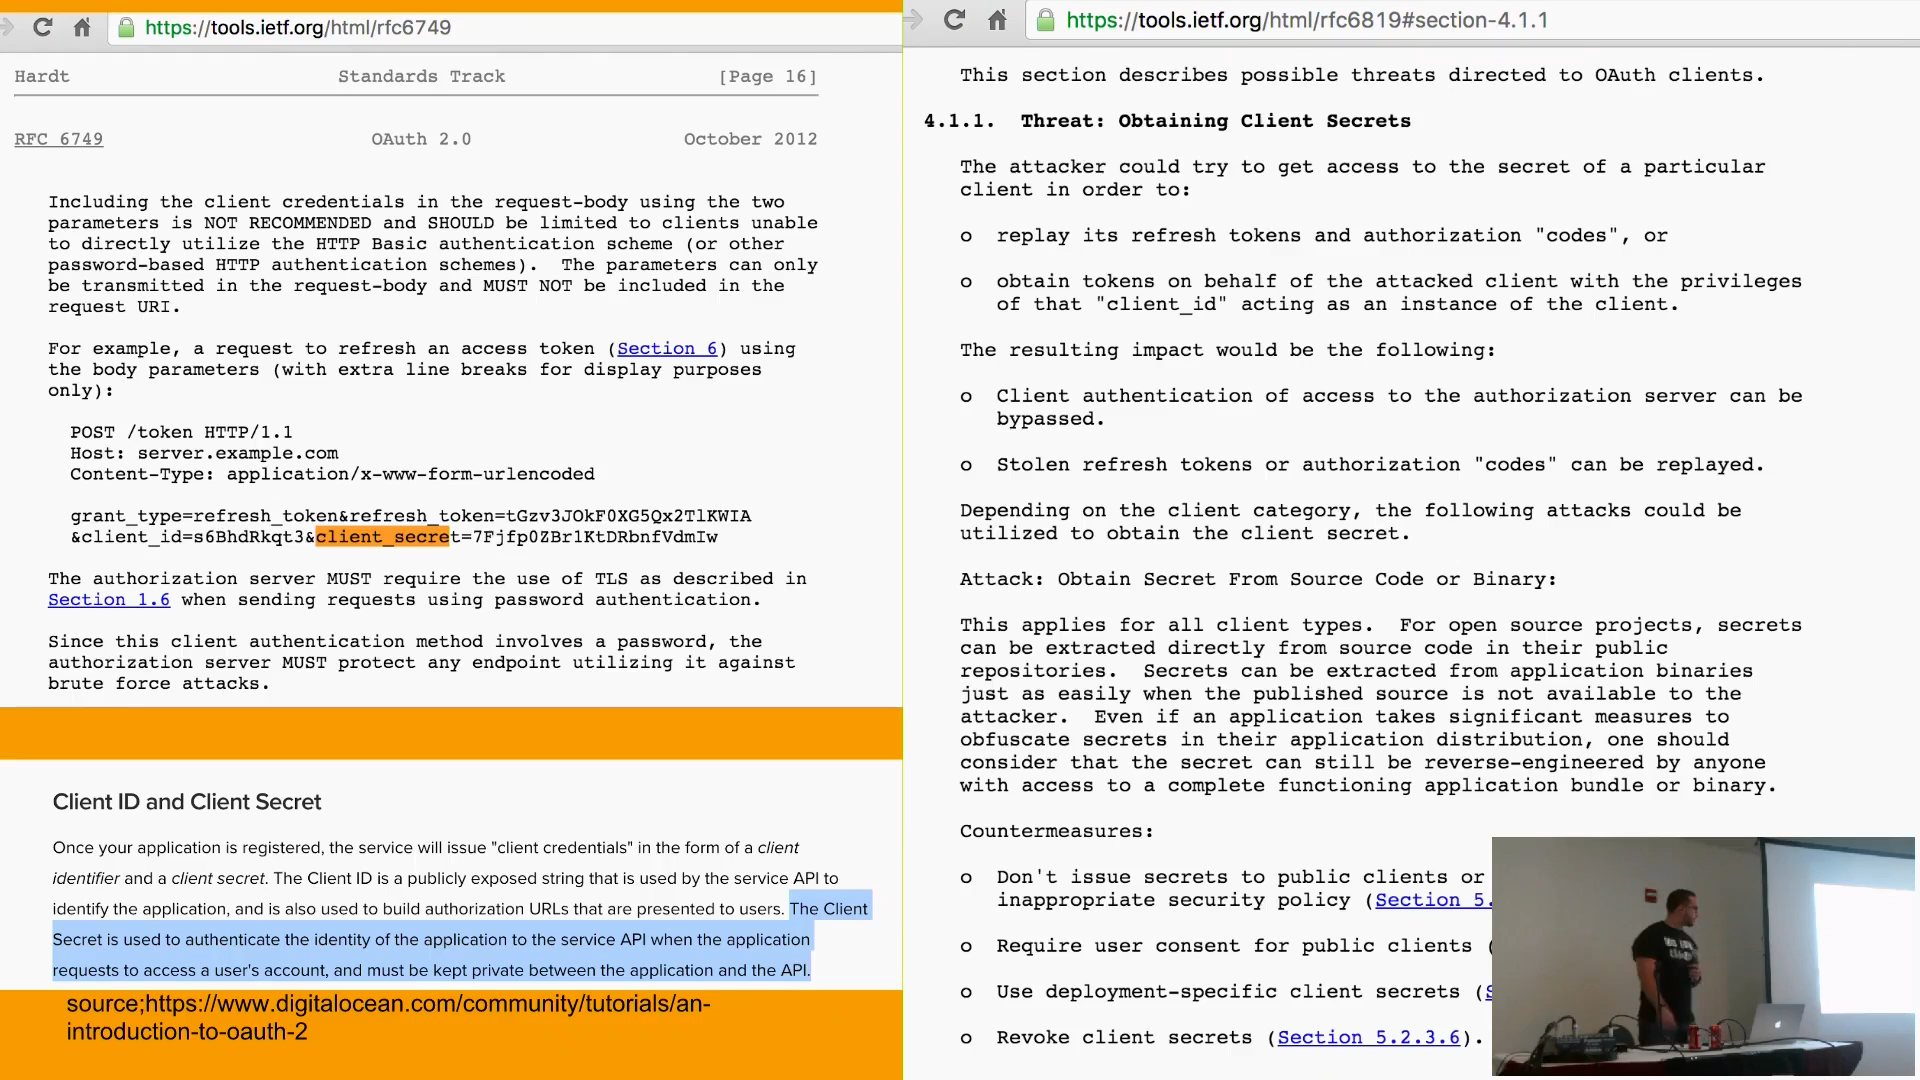 https://tools.ietf.org/html/rfc6749
Hardt Standards Track [Page 16]
RFC 6749 OAuth 2.0 October 2012
Including the client credentials in the request-body using the two
parameters is NOT RECOMMENDED and SHOULD be limited to clients unable
to directly utilize the HTTP Basic authentication scheme (or other
password-based HTTP authentication schemes). The parameters can only
be transmitted in the request-body and MUST NOT be included in the
request URI.
For example, a request to refresh an access token (Section 6) using
the body parameters (with extra line breaks for display purposes
only):
POST /token HTTP/1.1
Host: server.example.com
Content-Type: application/x-www-form-urlencoded
grant_type=refresh_token&refresh_token=tGzv3JOkF0XG5Qx2TlKWIA
&client_id=s6BhdRkqt3&client_secret=7Fjfp0ZBr1KtDRbnfVdmIw
The authorization server MUST require the use of TLS as described in
Section 1.6 when sending requests using password authentication.
Since this client authentication method involves a password, the
authorization server MUST protect any endpoint utilizing it against
brute force attacks.
Client ID and Client Secret
Once your application is registered, the service will issue "client credentials" in the form of a client
identifier and a client secret. The Client ID is a publicly exposed string that is used by the service API to
identify the application, and is also used to build authorization URLs that are presented to users. The Client
Secret is used to authenticate the identity of the application to the service API when the application
requests to access a user's account, and must be kept private between the application and the API.
source;https://www.digitalocean.com/community/tutorials/an-
introduction-to-oauth-2
https://tools.ietf.org/html/rfc6819#section-4.1.1
This section describes possible threats directed to OAuth clients.
4.1.1. Threat: Obtaining Client Secrets
The attacker could try to get access to the secret of a particular
client in order to:
o replay its refresh tokens and authorization "codes", or
o obtain tokens on behalf of the attacked client with the privileges
of that "client_id" acting as an instance of the client.
The resulting impact would be the following:
o Client authentication of access to the authorization server can be
bypassed.
o Stolen refresh tokens or authorization "codes" can be replayed.
Depending on the client category, the following attacks could be
utilized to obtain the client secret.
Attack: Obtain Secret From Source Code or Binary:
This applies for all client types. For open source projects, secrets
can be extracted directly from source code in their public
repositories. Secrets can be extracted from application binaries
just as easily when the published source is not available to the
attacker. Even if an application takes significant measures to
obfuscate secrets in their application distribution, one should
consider that the secret can still be reverse-engineered by anyone
with access to a complete functioning application bundle or binary.
Countermeasures:
o Don't issue secrets to public clients or
inappropriate security policy (Section 5.
o Require user consent for public clients (
o Use deployment-specific client secrets (S
o Revoke client secrets (Section 5.2.3.6).